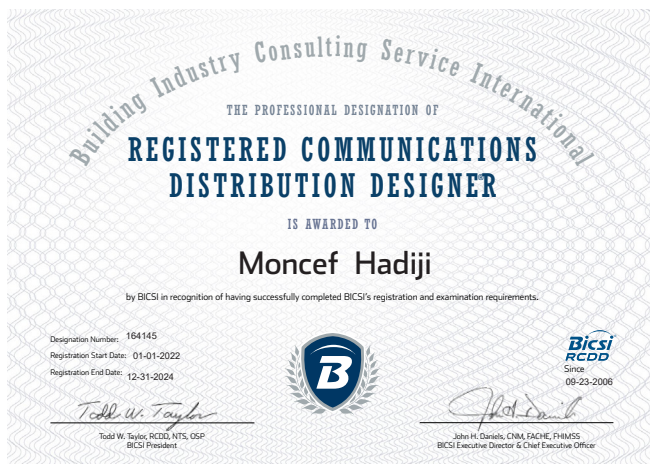 Building Industry Consulting Service International
THE PROFESSIONAL DESIGNATION OF
REGISTERED COMMUNICATIONS
DISTRIBUTION DESIGNER®
IS AWARDED TO
Moncef Hadiji
by BICSI in recognition of having successfully completed BICSI's registration and examination requirements.
Designation Number: 164145
Registration Start Date: 01-01-2022
Registration End Date: 12-31-2024
B
Bicsi
RCDD
Since
09-23-2006
Todd W. Taylor
Todd W. Taylor, RCDD, NTS, OSP
BICSI President
John H. Daniels
John H. Daniels, CNM, FACHE, FHIMSS
BICSI Executive Director & Chief Executive Officer